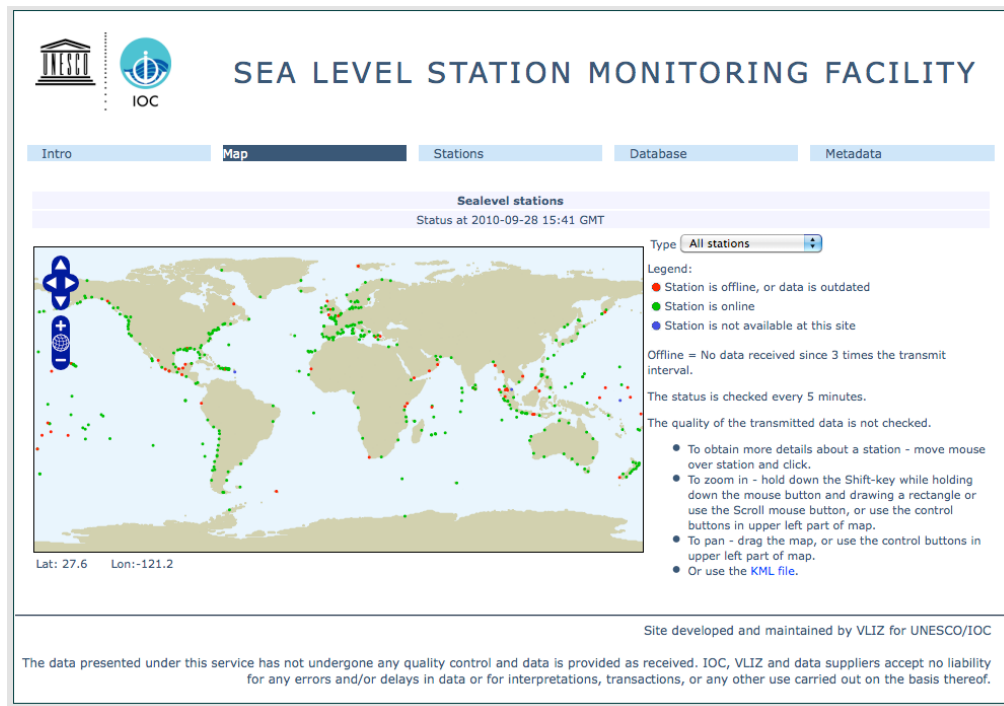 UNESCO
IOC
SEA LEVEL STATION MONITORING FACILITY
Intro
Map
Stations
Database
Metadata
Sealevel stations
Status at 2010-09-28 15:41 GMT
Type All stations
Legend:
Station is offline, or data is outdated
Station is online
Station is not available at this site
Offline = No data received since 3 times the transmit
interval.
The status is checked every 5 minutes.
The quality of the transmitted data is not checked.
To obtain more details about a station - move mouse
over station and click.
To zoom in - hold down the Shift-key while holding
down the mouse button and drawing a rectangle or
use the Scroll mouse button, or use the control
buttons in upper left part of map.
To pan - drag the map, or use the control buttons in
upper left part of map.
Or use the KML file.
Lat: 27.6 Lon:-121.2
Site developed and maintained by VLIZ for UNESCO/IOC
The data presented under this service has not undergone any quality control and data is provided as received. IOC, VLIZ and data suppliers accept no liability
for any errors and/or delays in data or for interpretations, transactions, or any other use carried out on the basis thereof.